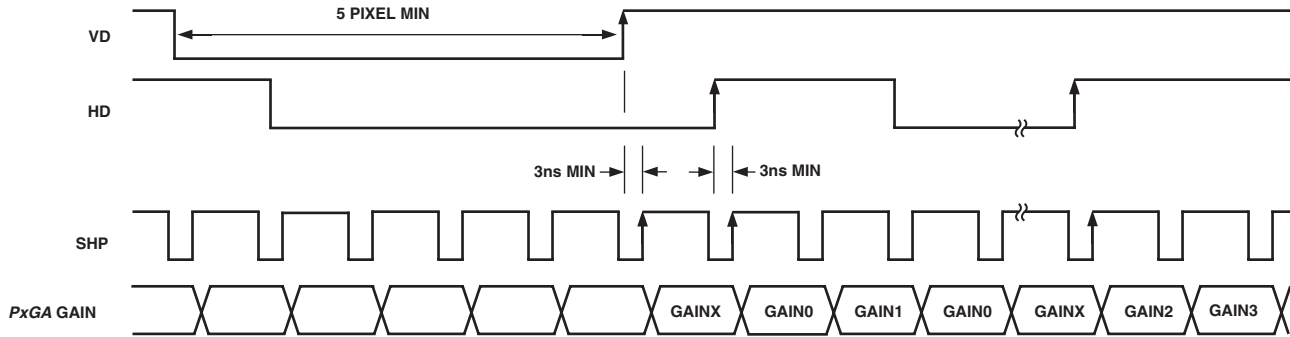 5 PIXEL MIN
VD
HD
3ns MIN
3ns MIN
SHP
PxGA GAIN
GAINX
GAIN0
GAIN1
GAIN0
GAINX
GAIN2
GAIN3